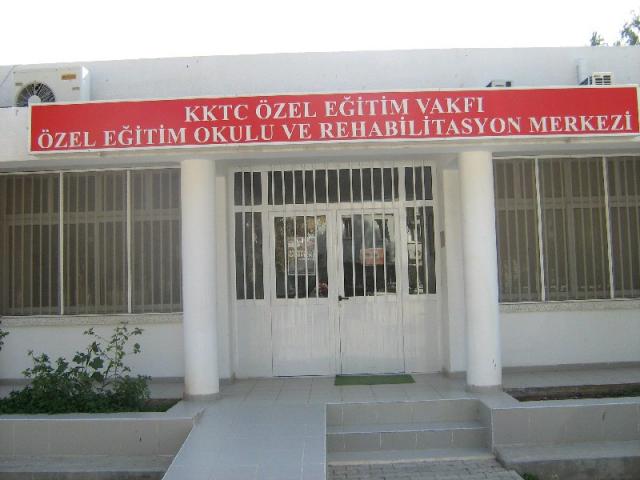 KKTC ÖZEL EĞİTİM VAKFI
ÖZEL EĞİTİM OKULU VE REHABİLİTASYON MERKEZİ